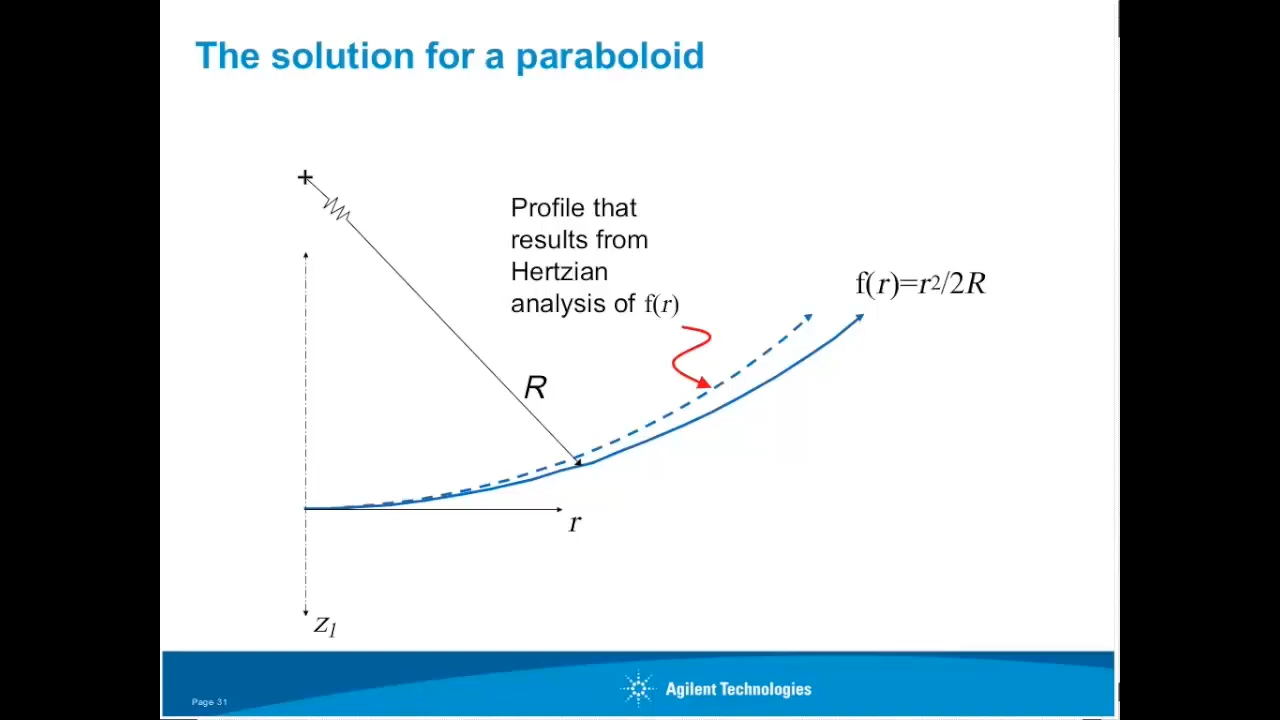 The solution for a paraboloid
Profile that
results from
Hertzian
analysis of f(r)
f(r)=r2/2R
R
r
z1
Page 31
Agilent Technologies